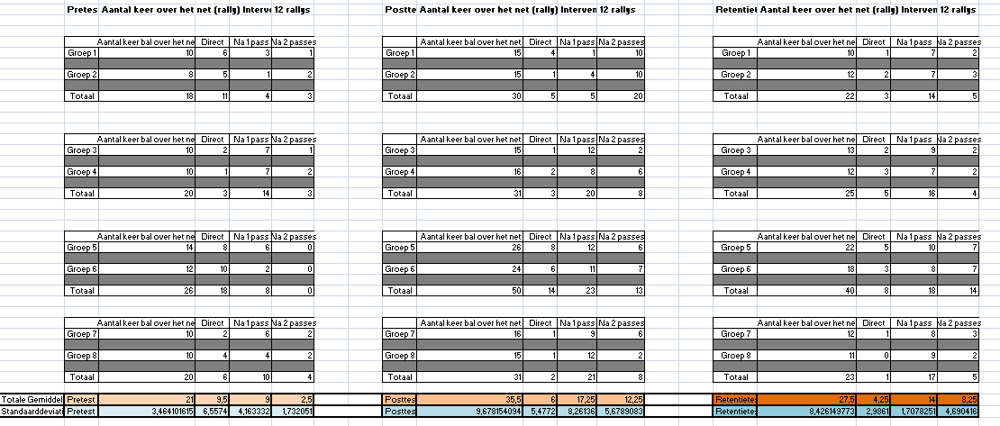 Pretes Aantal keer over het net (rally) Interve 12 rallys Postte Aantal keer over het net (rally) Interven 12 rallys Retentiet Aantal keer over het net (rally) Interven 12 rallys
Aantal keer bal over het ne Direct Na 1 pass Na 2 passes Aantal keer bal over het net Direct Na 1 pass Na 2 passes Aantal keer bal over het ne Direct Na 1 pass Na 2 passes
Groep 1 10 6 3 1 Groep 1 15 4 1 10 Groep 1 10 1 7 2
Groep 2 8 5 1 2 Groep 2 15 1 4 10 Groep 2 12 2 7 3
Totaal 18 11 4 3 Totaal 30 5 5 20 Totaal 22 3 14 5
Aantal keer bal over het ne Direct Na 1 pass Na 2 passes Aantal keer bal over het net Direct Na 1 pass Na 2 passes Aantal keer bal over het ne Direct Na 1 pass Na 2 passes
Groep 3 10 2 7 1 Groep 3 15 1 12 2 Groep 3 13 2 9 2
Groep 4 10 1 7 2 Groep 4 16 2 8 6 Groep 4 12 3 7 2
Totaal 20 3 14 3 Totaal 31 3 20 8 Totaal 25 5 16 4
Aantal keer bal over het ne Direct Na 1 pass Na 2 passes Aantal keer bal over het net Direct Na 1 pass Na 2 passes Aantal keer bal over het ne Direct Na 1 pass Na 2 passes
Groep 5 14 8 6 0 Groep 5 26 8 12 6 Groep 5 22 5 10 7
Groep 6 12 10 2 0 Groep 6 24 6 11 7 Groep 6 18 3 8 7
Totaal 26 18 8 0 Totaal 50 14 23 13 Totaal 40 8 18 14
Aantal keer bal over het ne Direct Na 1 pass Na 2 passes Aantal keer bal over het net Direct Na 1 pass Na 2 passes Aantal keer bal over het ne Direct Na 1 pass Na 2 passes
Groep 7 10 2 6 2 Groep 7 16 1 9 6 Groep 7 12 1 8 3
Groep 8 10 4 4 2 Groep 8 15 1 12 2 Groep 8 11 0 9 2
Totaal 20 6 10 4 Totaal 31 2 21 8 Totaal 23 1 17 5
Totale Gemiddel Pretest 21 9,5 9 2,5 Posttes 35,5 6 17,25 12,25 Retentiete: 27,5 4,25 14 8,25
Standaarddeviati Pretest 3,464101615 6,5574 4,163332 1,732051 Posttes 9,678154094 5,4772 8,26136 5,6789083 Retentiete: 8,426149773 2,9861 1,7078251 4,690416